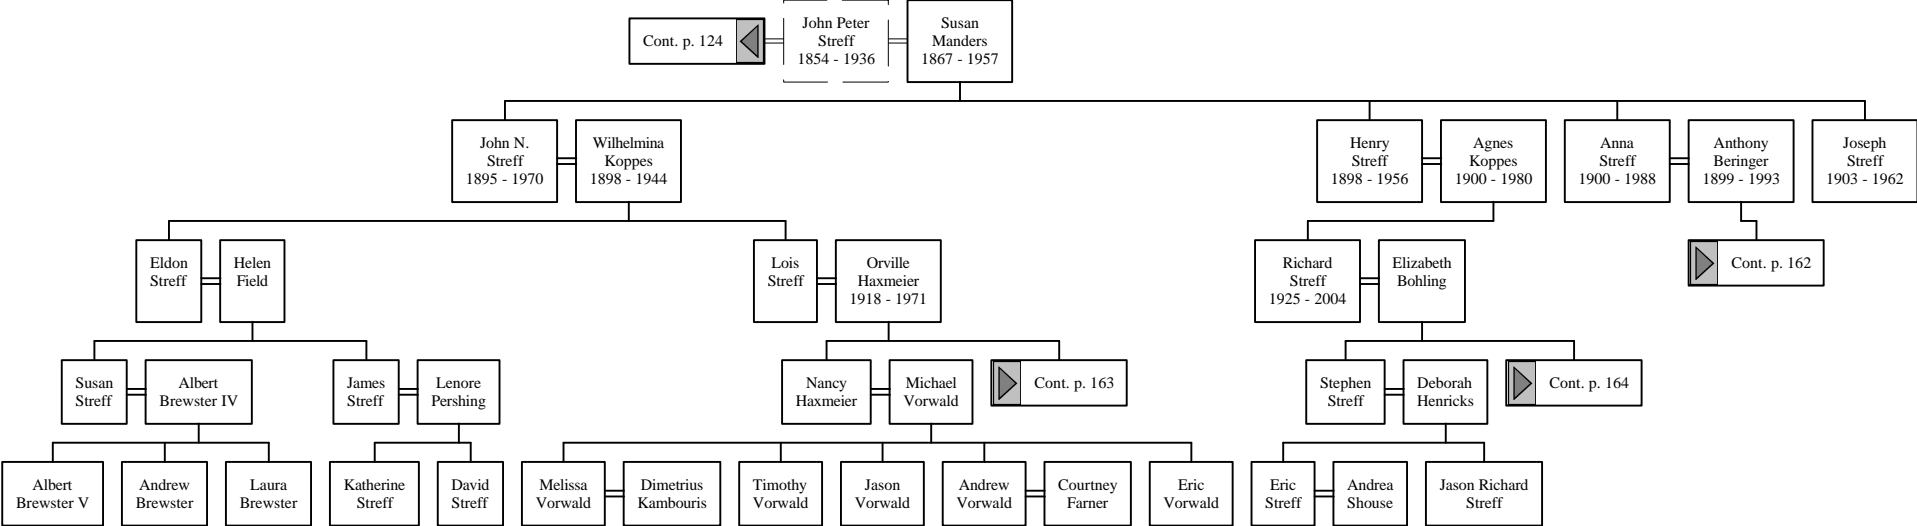 Cont. p. 124
John Peter
Streff
1854 - 1936
Susan
Manders
1867 - 1957
John N.
Streff
1895 - 1970
Wilhelmina
Koppes
1898 - 1944
Henry
Streff
1898 - 1956
Agnes
Koppes
1900 - 1980
Anna
Streff
1900 - 1988
Anthony
Beringer
1899 - 1993
Joseph
Streff
1903 - 1962
Eldon
Streff
Helen
Field
Lois
Streff
Orville
Haxmeier
1918 - 1971
Richard
Streff
1925 - 2004
Elizabeth
Bohling
Cont. p. 162
Susan
Streff
Albert
Brewster IV
James
Streff
Lenore
Pershing
Nancy
Haxmeier
Michael
Vorwald
Cont. p. 163
Stephen
Streff
Deborah
Henricks
Cont. p. 164
Albert
Brewster V
Andrew
Brewster
Laura
Brewster
Katherine
Streff
David
Streff
Melissa
Vorwald
Dimetrius
Kambouris
Timothy
Vorwald
Jason
Vorwald
Andrew
Vorwald
Courtney
Farner
Eric
Vorwald
Eric
Streff
Andrea
Shouse
Jason Richard
Streff